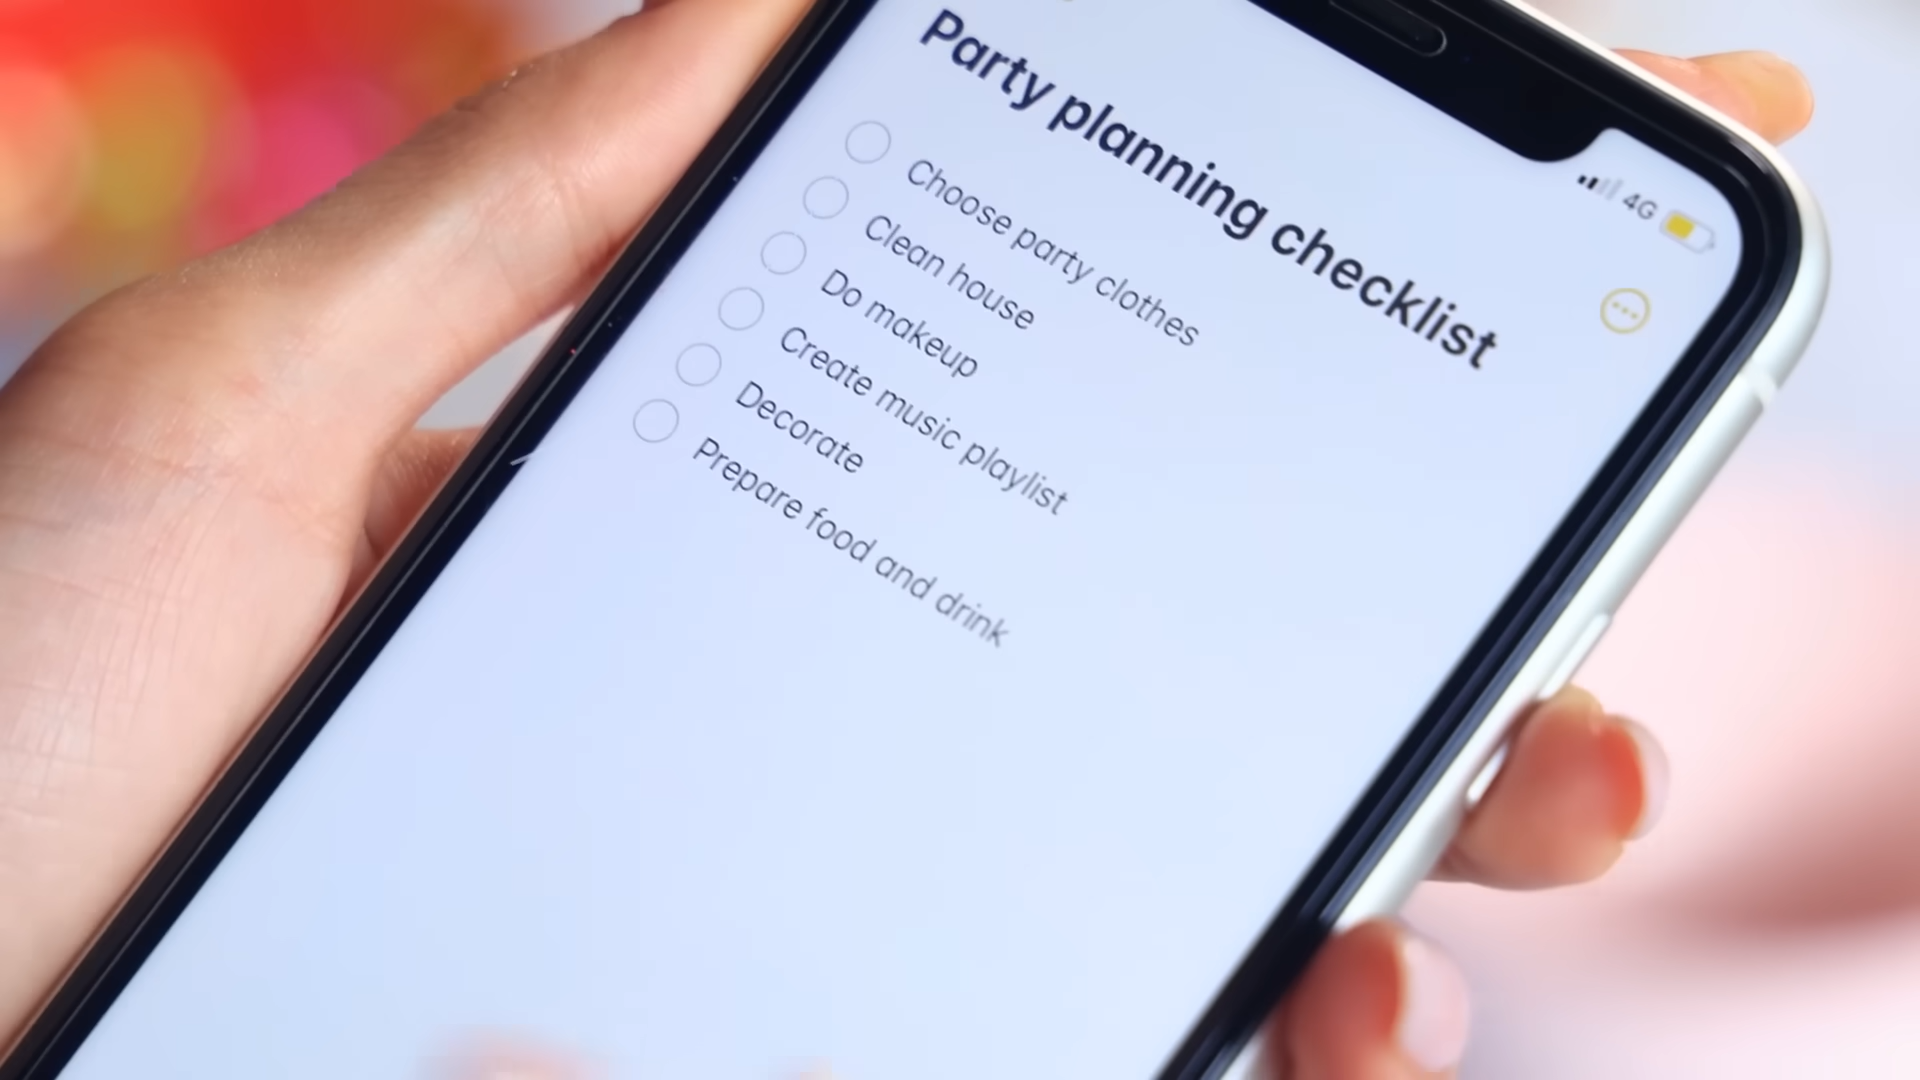 4G
Party planning checklist
Choose party clothes
Clean house
Do makeup
Create music playlist
Decorate
Prepare food and drink